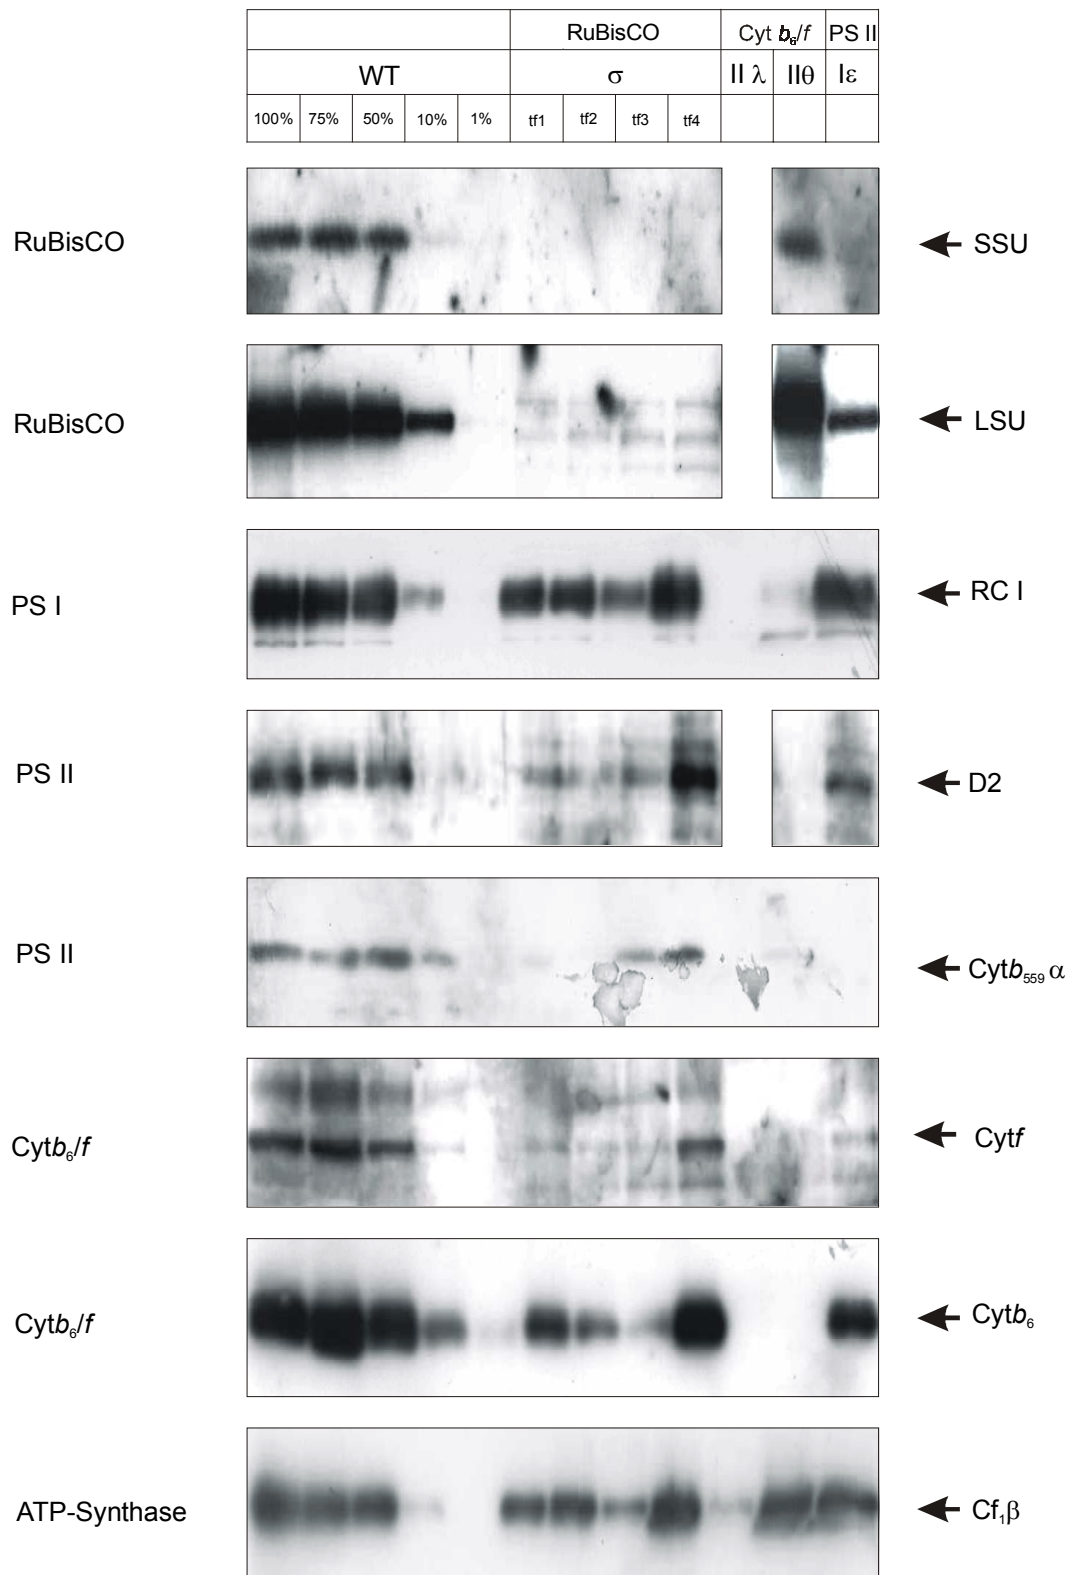 RuBisCO Cyt b₆/f PS II
WT σ II λ IIθ Iε
100% 75% 50% 10% 1% tf1 tf2 tf3 tf4
RuBisCO SSU
RuBisCO LSU
PS I RC I
PS II D2
PS II Cytb₅₅₉ α
Cytb₆/f Cytf
Cytb₆/f Cytb₆
ATP-Synthase Cf₁β